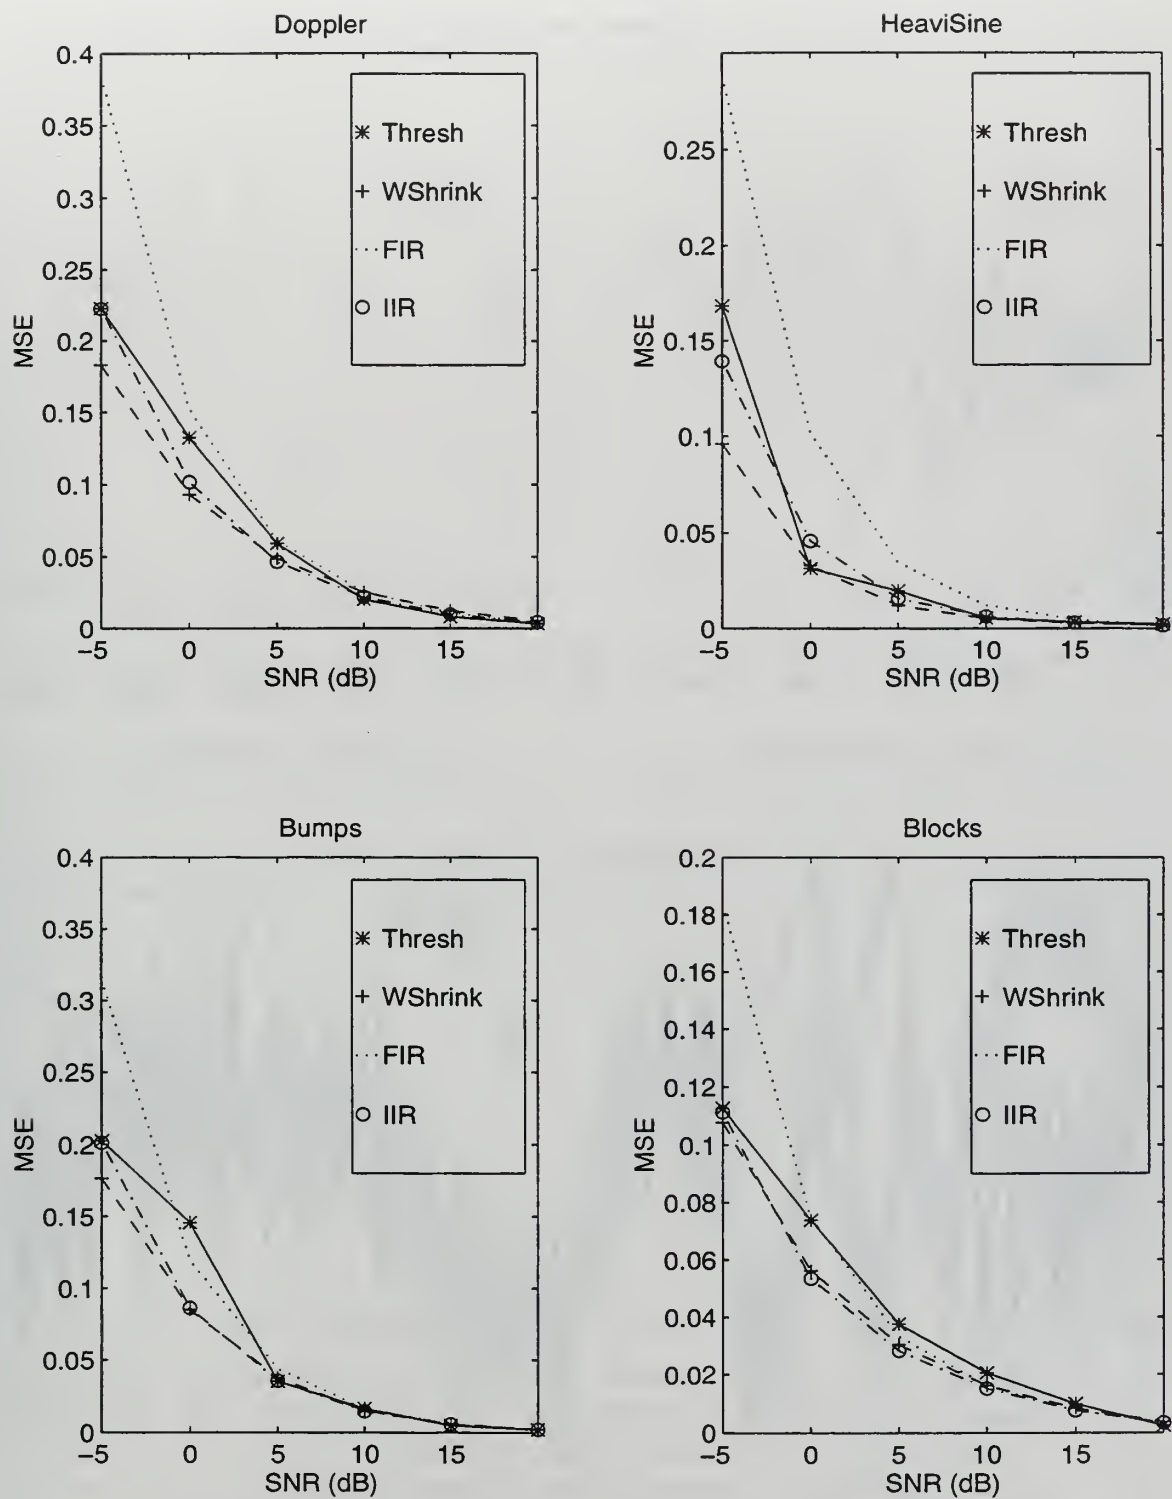 Doppler
0.4
0.35
0.3
0.25
0.2
0.15
0.1
0.05
0
MSE
-5 0 5 10 15
SNR (dB)
Thresh
WShrink
FIR
IIR
HeaviSine
0.25
0.2
0.15
0.1
0.05
0
MSE
-5 0 5 10 15
SNR (dB)
Thresh
WShrink
FIR
IIR
Bumps
0.4
0.35
0.3
0.25
0.2
0.15
0.1
0.05
0
MSE
-5 0 5 10 15
SNR (dB)
Thresh
WShrink
FIR
IIR
Blocks
0.2
0.18
0.16
0.14
0.12
0.1
0.08
0.06
0.04
0.02
0
MSE
-5 0 5 10 15
SNR (dB)
Thresh
WShrink
FIR
IIR